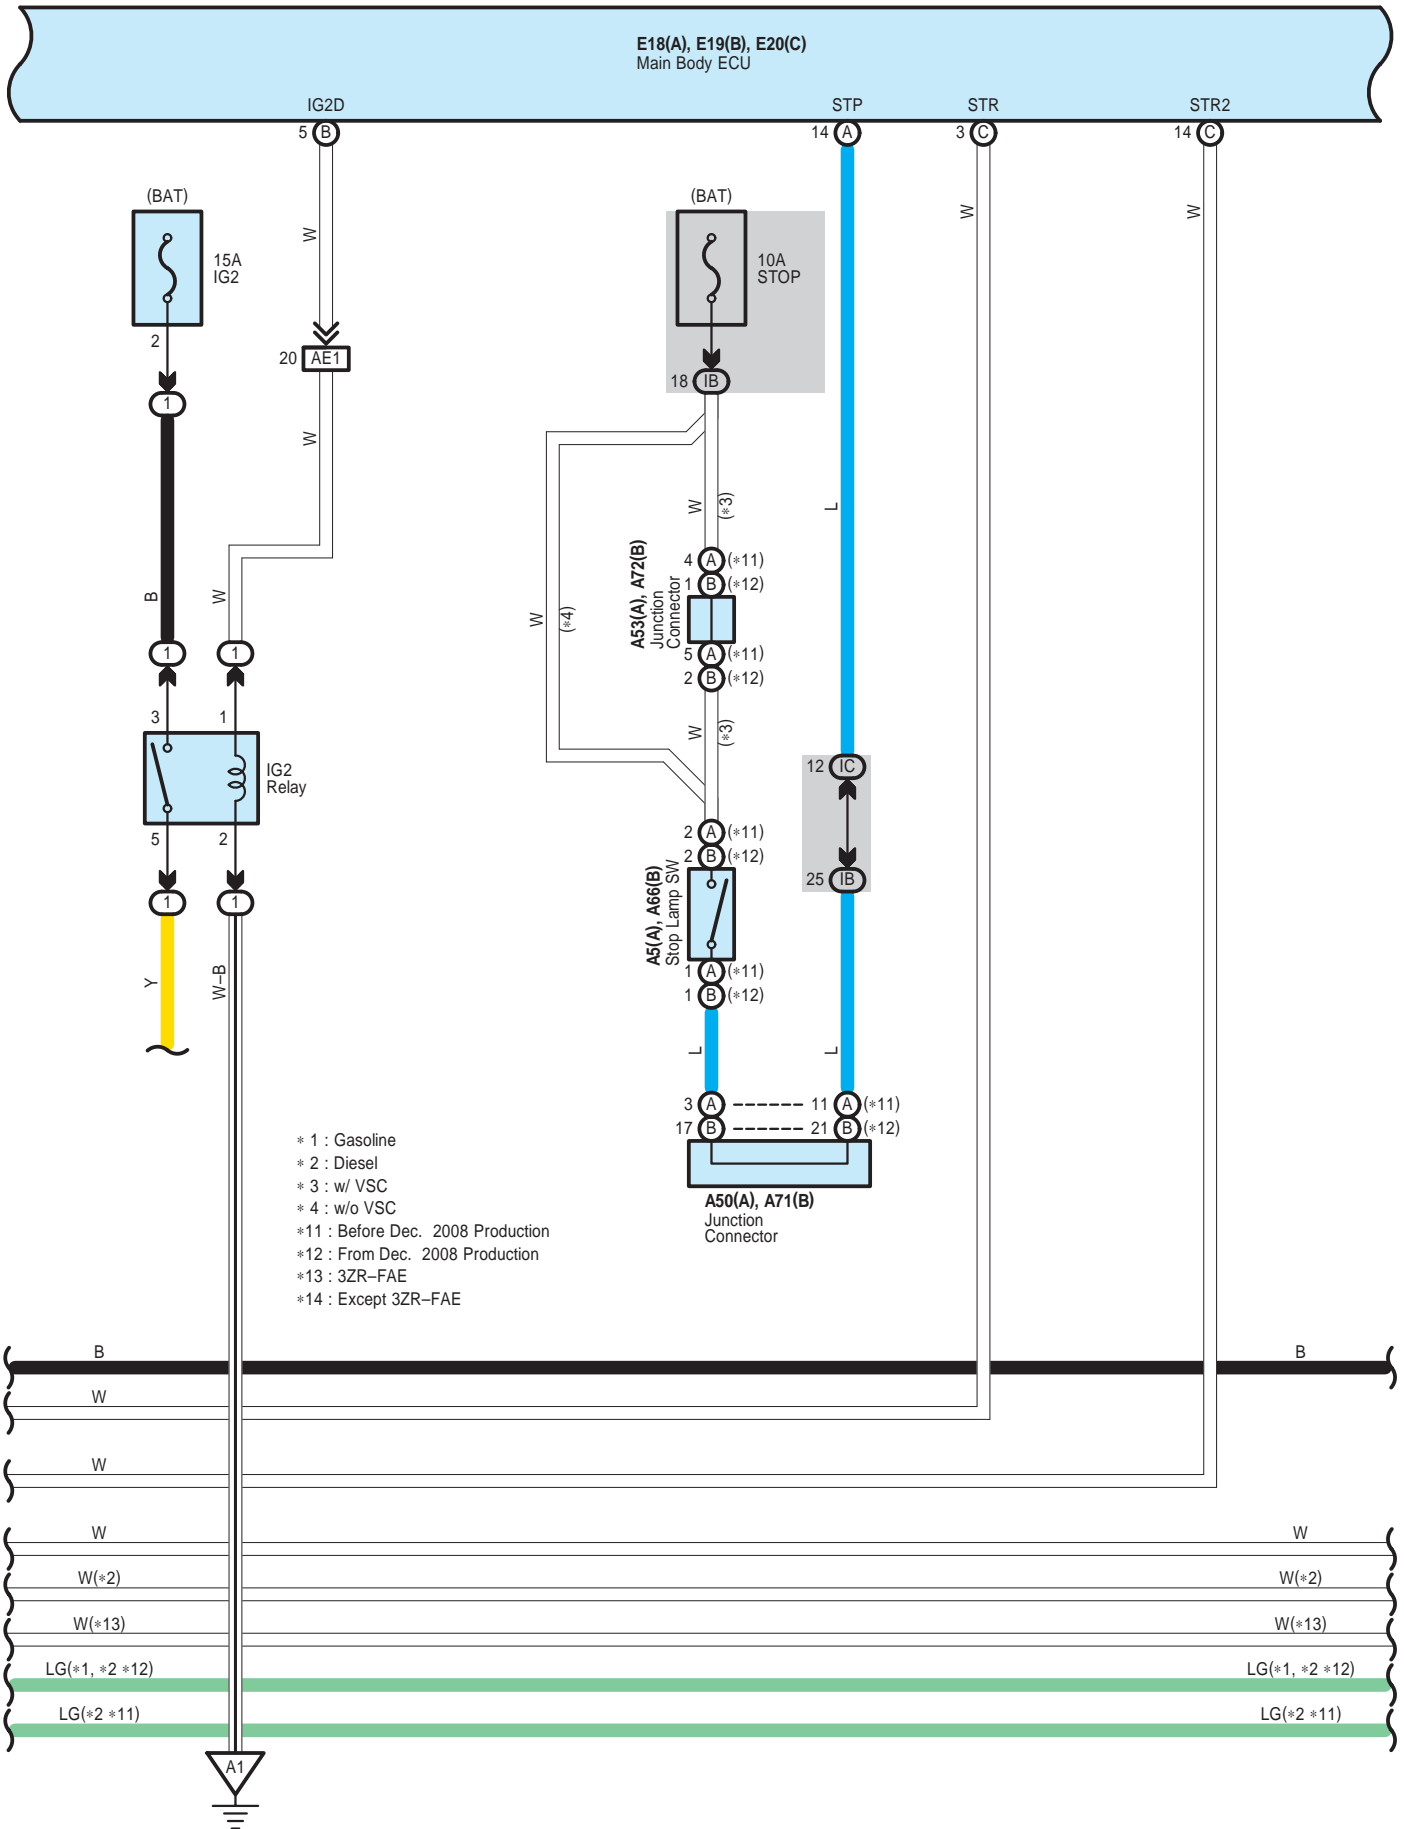 E18(A), E19(B), E20(C)
Main Body ECU
IG2D
STP
STR
STR2
5 B
14 A
3 C
14 C
(BAT)
(BAT)
W
W
W
15A
IG2
10A
STOP
2
20 AE1
18 IB
1
W
W
(*3)
L
4 A (*11)
1 B (*12)
A53(A), A72(B)
Junction
Connector
B
W
W
(*4)
5 A (*11)
2 B (*12)
1
1
W
(*3)
3
1
12 IC
IG2
Relay
5
2
2 A (*11)
2 B (*12)
25 IB
A5(A), A66(B)
Stop Lamp SW
1
1
1 A (*11)
1 B (*12)
Y
W–B
L
L
3 A 11 A (*11)
17 B 21 B (*12)
A50(A), A71(B)
Junction
Connector
* 1 : Gasoline
* 2 : Diesel
* 3 : w/ VSC
* 4 : w/o VSC
*11 : Before Dec. 2008 Production
*12 : From Dec. 2008 Production
*13 : 3ZR–FAE
*14 : Except 3ZR–FAE
B
B
W
W
W
W
W(*2)
W(*2)
W(*13)
W(*13)
LG(*1, *2 *12)
LG(*1, *2 *12)
LG(*2 *11)
LG(*2 *11)
A1